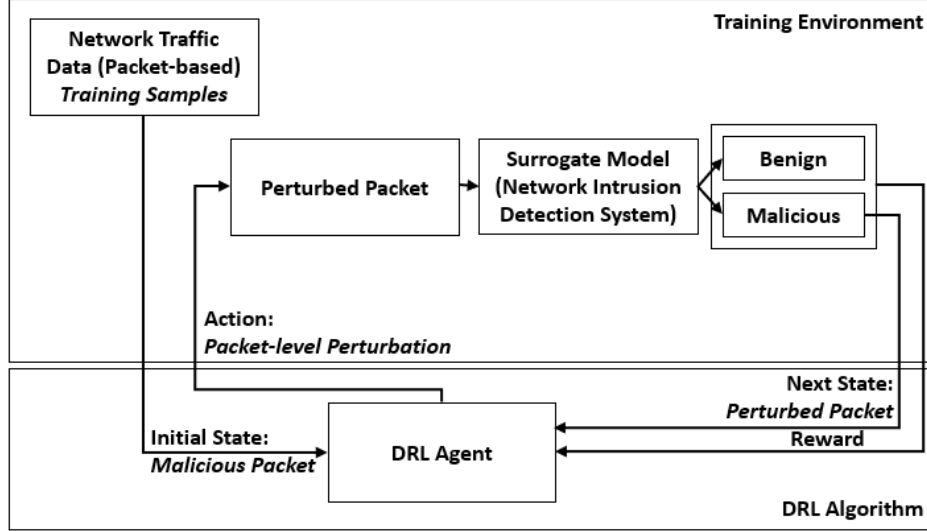 Training Environment
Network Traffic
Data (Packet-based)
Training Samples
Perturbed Packet
Surrogate Model
(Network Intrusion
Detection System)
Benign
Malicious
Action:
Packet-level Perturbation
Next State:
Perturbed Packet
Reward
Initial State:
Malicious Packet
DRL Agent
DRL Algorithm